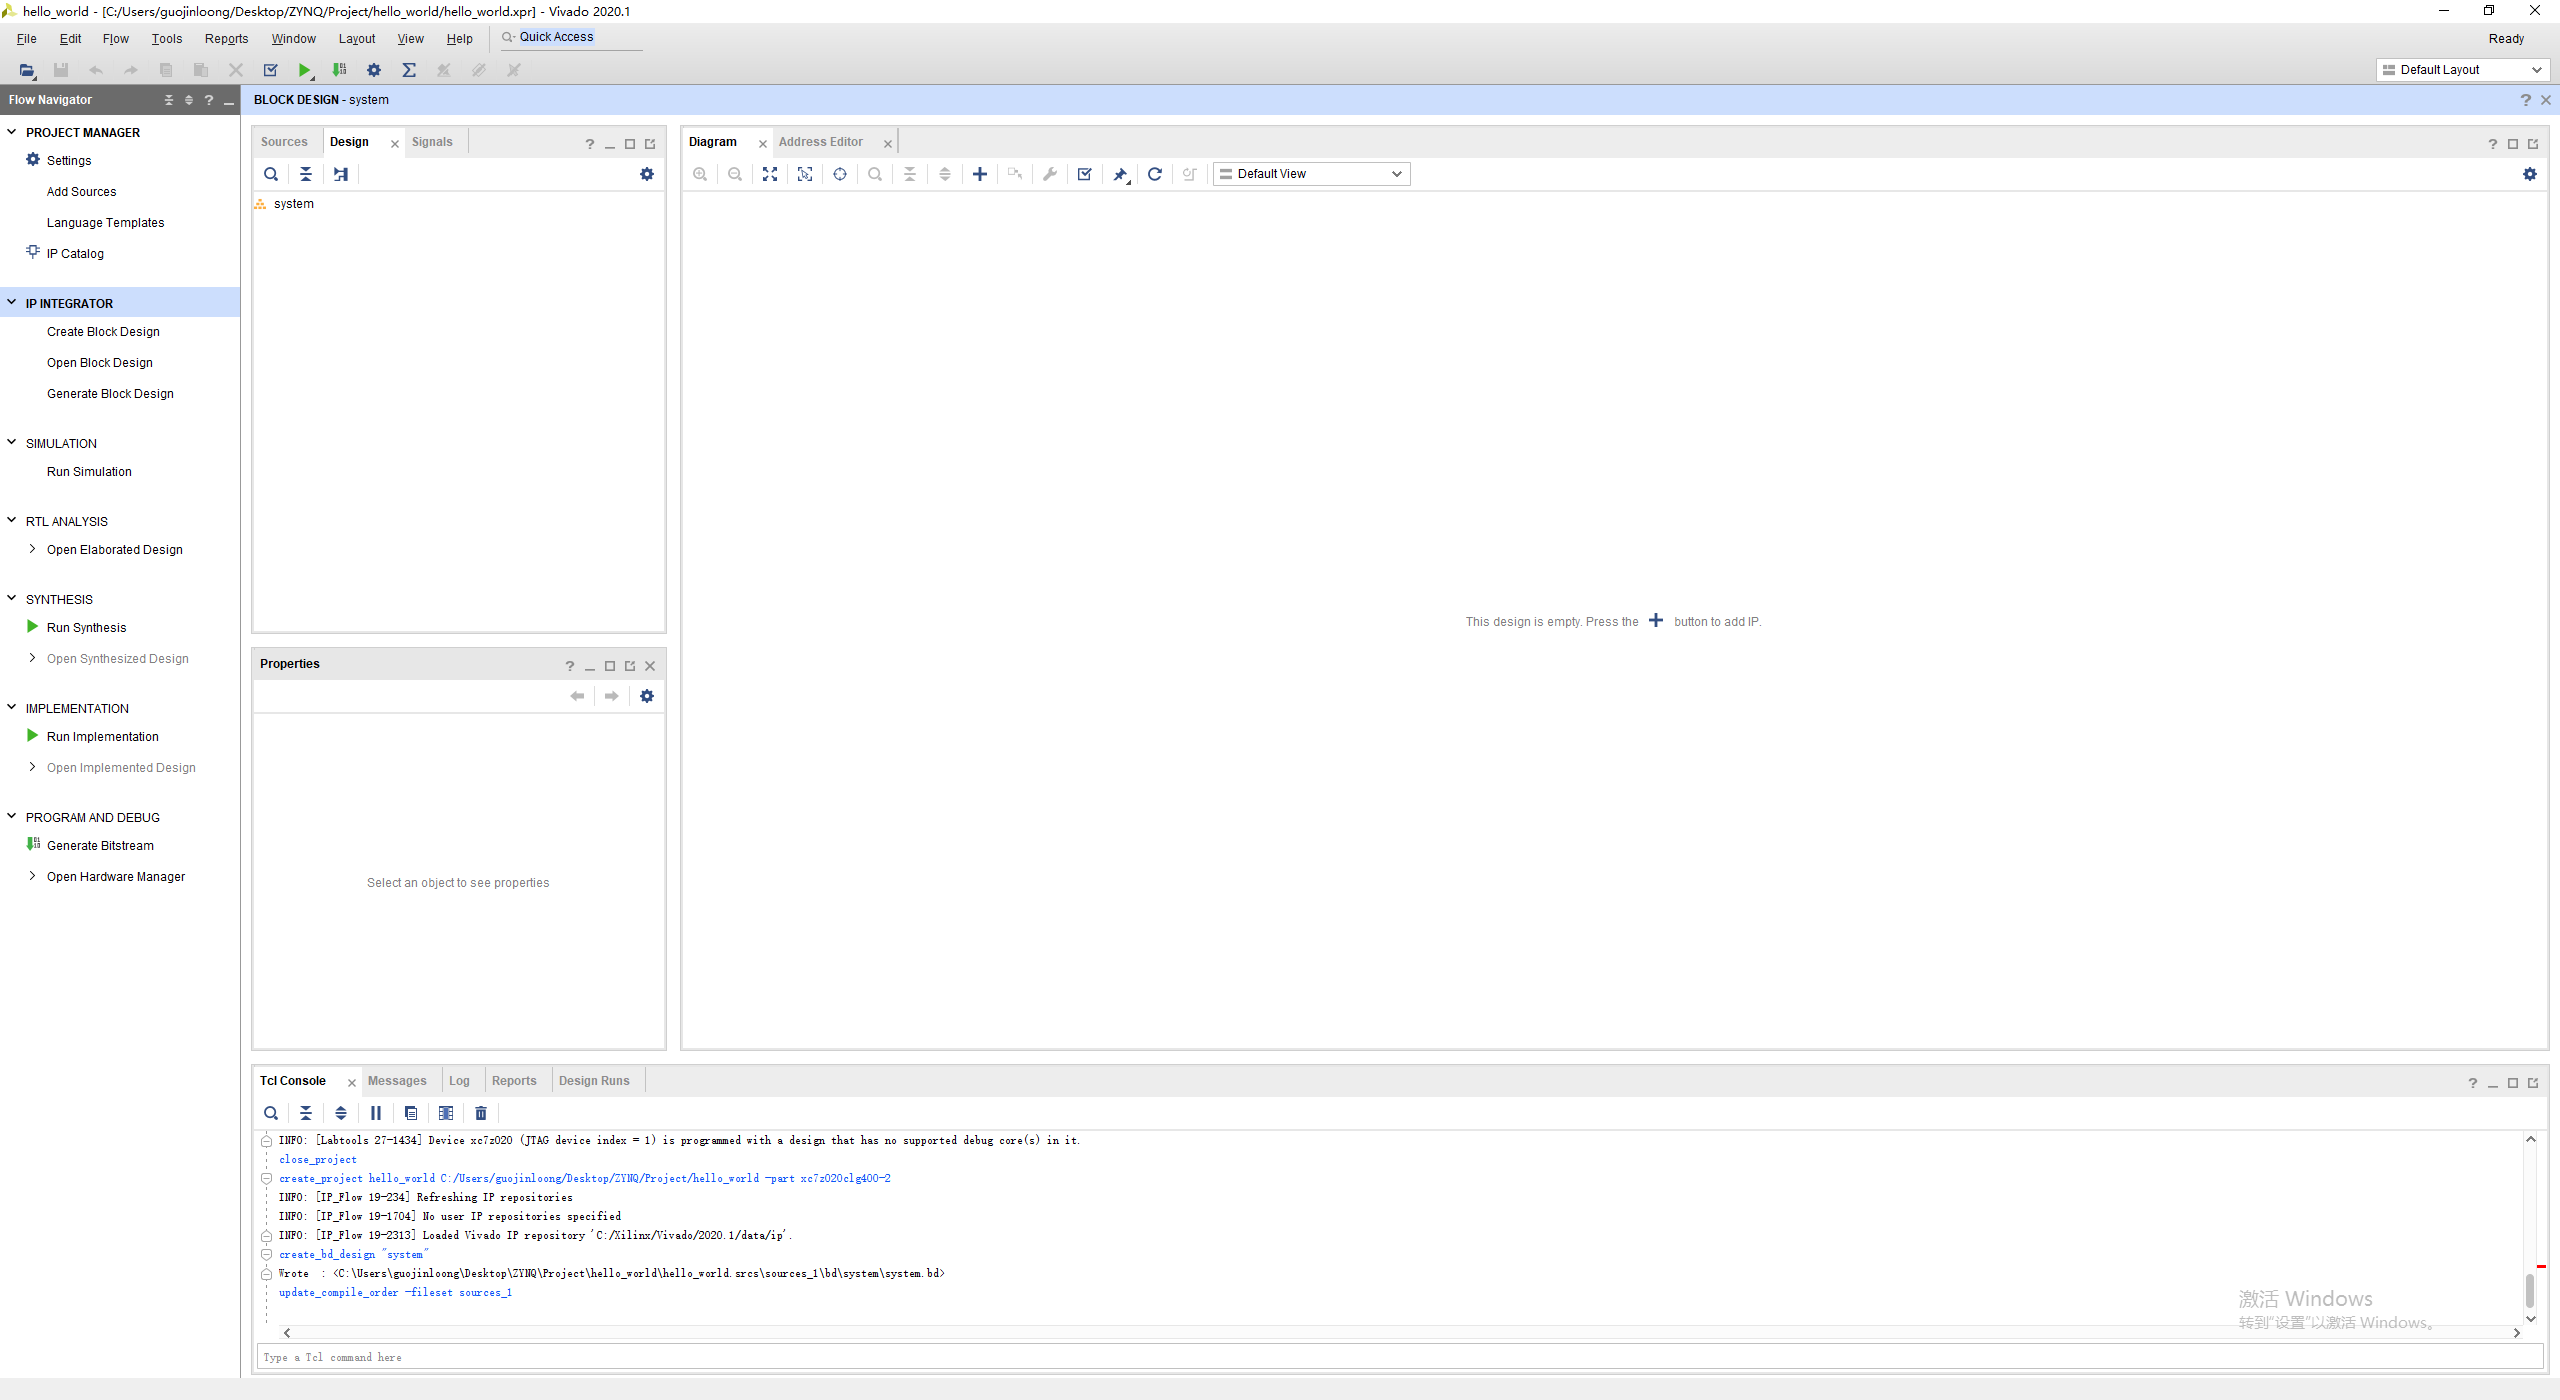 hello_world - [C:/Users/guojinloong/Desktop/ZYNQ/Project/hello_world/hello_world.xpr] - Vivado 2020.1
File Edit Flow Tools Reports Window Layout View Help Quick Access
Ready
Default Layout
Flow Navigator
BLOCK DESIGN - system
PROJECT MANAGER
Settings
Add Sources
Language Templates
IP Catalog
IP INTEGRATOR
Create Block Design
Open Block Design
Generate Block Design
SIMULATION
Run Simulation
RTL ANALYSIS
Open Elaborated Design
SYNTHESIS
Run Synthesis
Open Synthesized Design
IMPLEMENTATION
Run Implementation
Open Implemented Design
PROGRAM AND DEBUG
Generate Bitstream
Open Hardware Manager
Sources Design Signals
system
Properties
Select an object to see properties
Diagram Address Editor
Default View
This design is empty. Press the + button to add IP.
Tcl Console Messages Log Reports Design Runs
INFO: [Labtools 27-1434] Device xc7z020 (JTAG device index = 1) is programmed with a design that has no supported debug core(s) in it.
close_project
create_project hello_world C:/Users/guojinloong/Desktop/ZYNQ/Project/hello_world -part xc7z020clg400-2
INFO: [IP_Flow 19-234] Refreshing IP repositories
INFO: [IP_Flow 19-1704] No user IP repositories specified
INFO: [IP_Flow 19-2313] Loaded Vivado IP repository 'C:/Xilinx/Vivado/2020.1/data/ip'.
create_bd_design "system"
Wrote  : <C:\Users\guojinloong\Desktop\ZYNQ\Project\hello_world\hello_world.srcs\sources_1\bd\system\system.bd>
update_compile_order -fileset sources_1
Type a Tcl command here
激活 Windows
转到"设置"以激活 Windows。